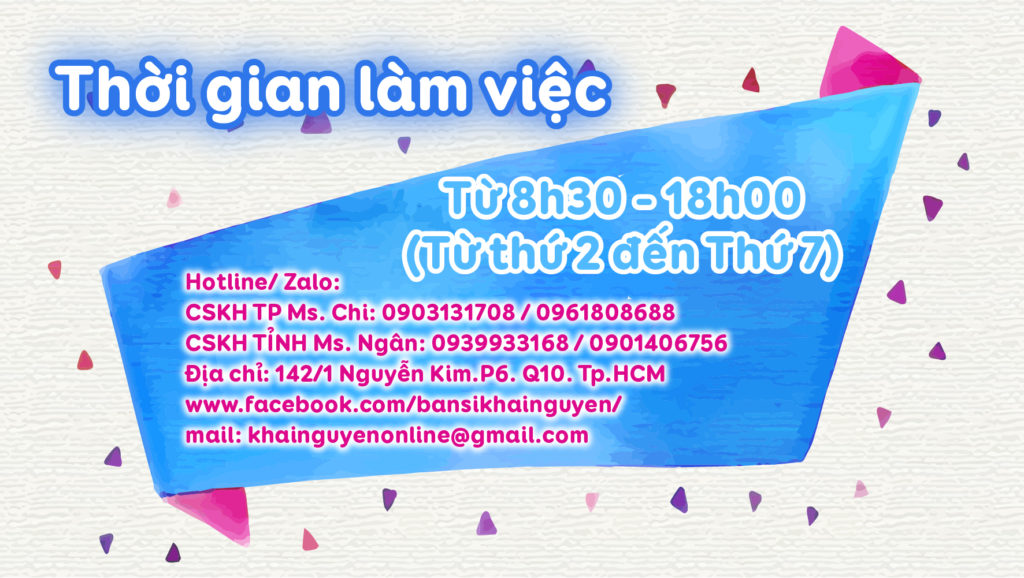 Thời gian làm việc
Từ 8h30 - 18h00
(Từ thứ 2 đến Thứ 7)
Hotline/ Zalo:
CSKH TP Ms. Chi: 0903131708 / 0961808688
CSKH TỈNH Ms. Ngân: 0939933168 / 0901406756
Địa chỉ: 142/1 Nguyễn Kim.P6. Q10. Tp.HCM
www.facebook.com/bansikhainguyen/
mail: khainguyenonline@gmail.com